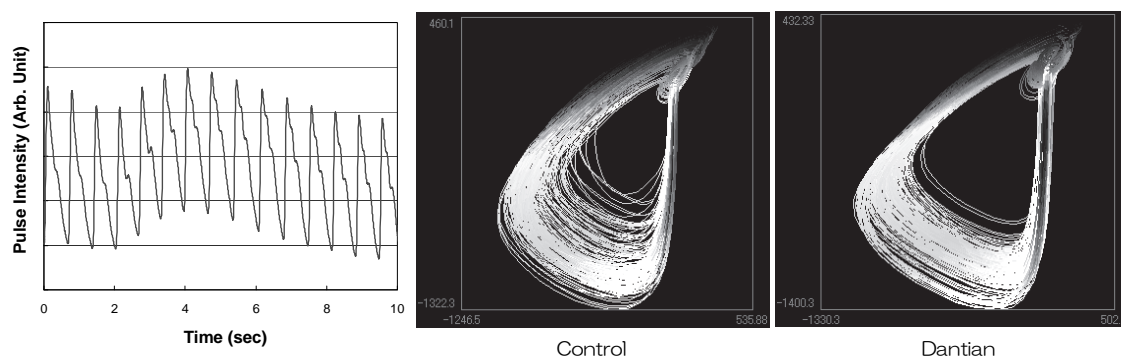 Pulse Intensity (Arb. Unit)
0 2 4 6 8 10
Time (sec)
460.1
-1322.3
-1246.5 535.88
Control
432.33
-1400.3
-1330.3 502.
Dantian